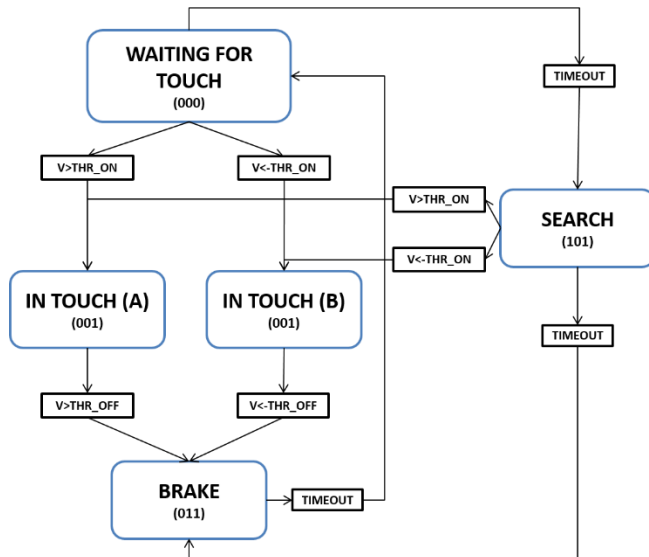 WAITING FOR
TOUCH
(000)
TIMEOUT
V>THR_ON
V<-THR_ON
V>THR_ON
SEARCH
(101)
V<-THR_ON
IN TOUCH (A)
(001)
IN TOUCH (B)
(001)
TIMEOUT
V>THR_OFF
V<-THR_OFF
BRAKE
(011)
TIMEOUT